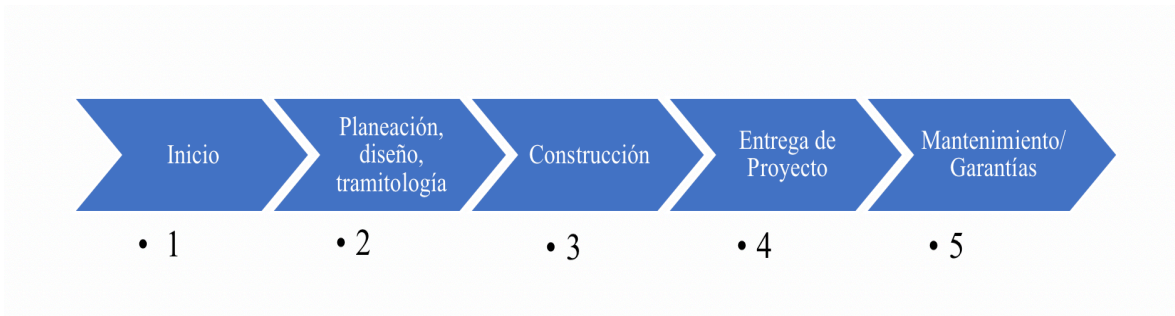 Inicio
Planeación,
diseño,
tramitología
Construcción
Entrega de
Proyecto
Mantenimiento/
Garantías
• 1
• 2
• 3
• 4
• 5